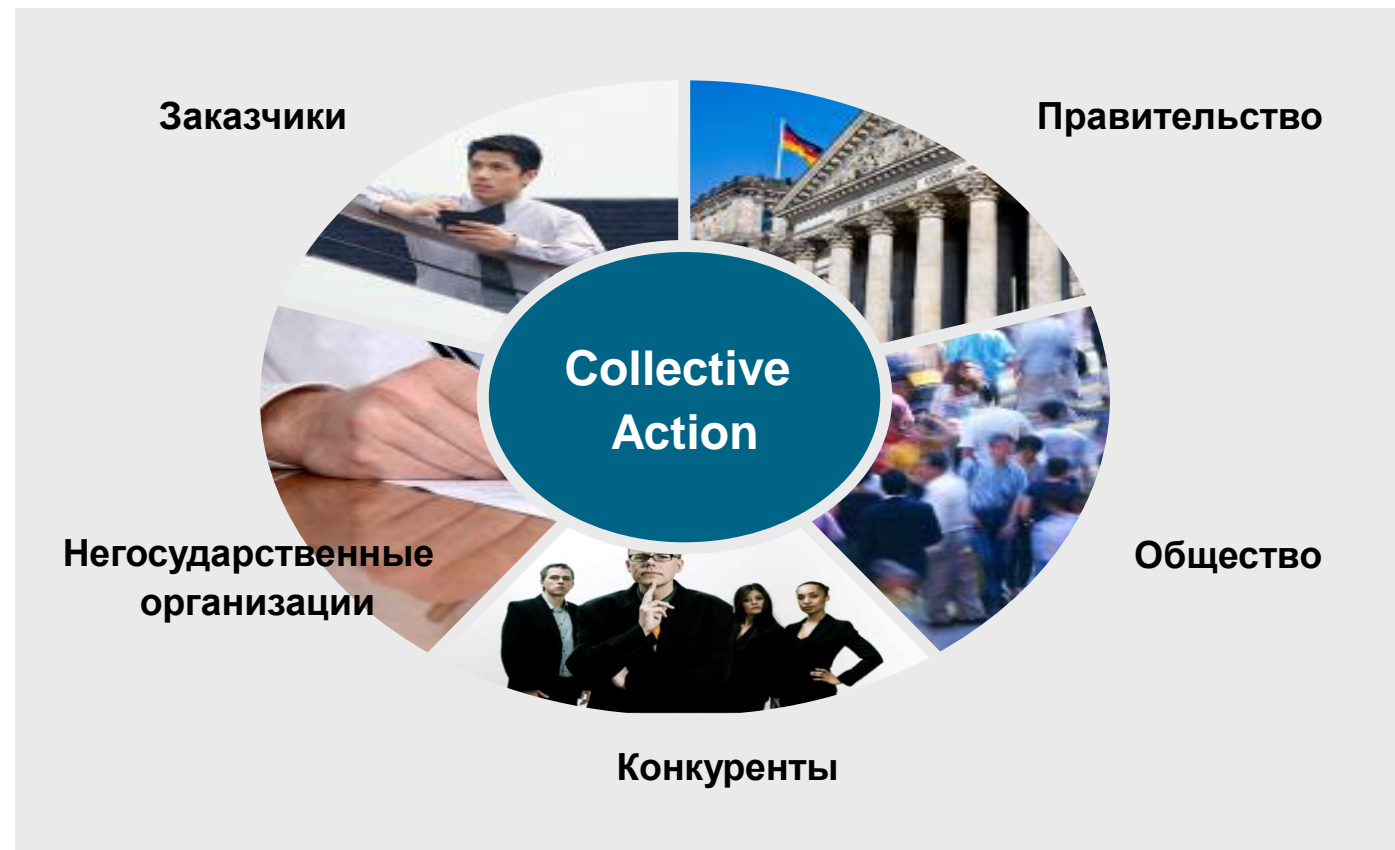 Заказчики
Правительство
Collective
Action
Негосударственные
организации
Общество
Конкуренты